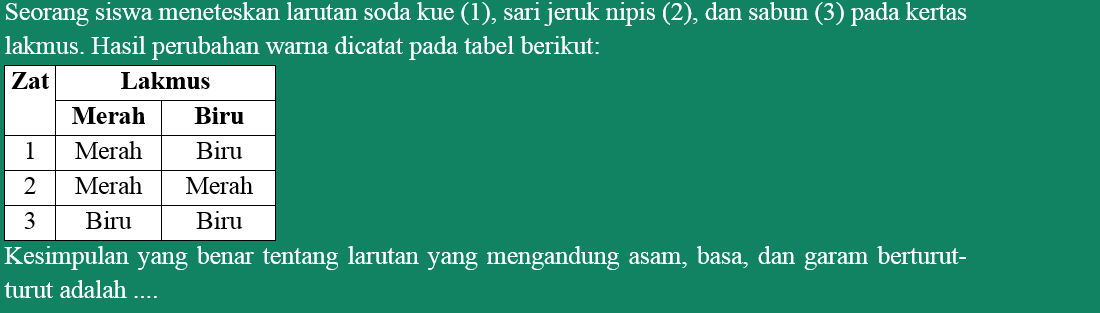 Seorang siswa meneteskan larutan soda kue (1), sari jeruk nipis (2), dan sabun (3) pada kertas
lakmus. Hasil perubahan warna dicatat pada tabel berikut:
Zat Lakmus
Merah Biru
1 Merah Biru
2 Merah Merah
3 Biru Biru
Kesimpulan yang benar tentang larutan yang mengandung asam, basa, dan garam berturut-
turut adalah ....